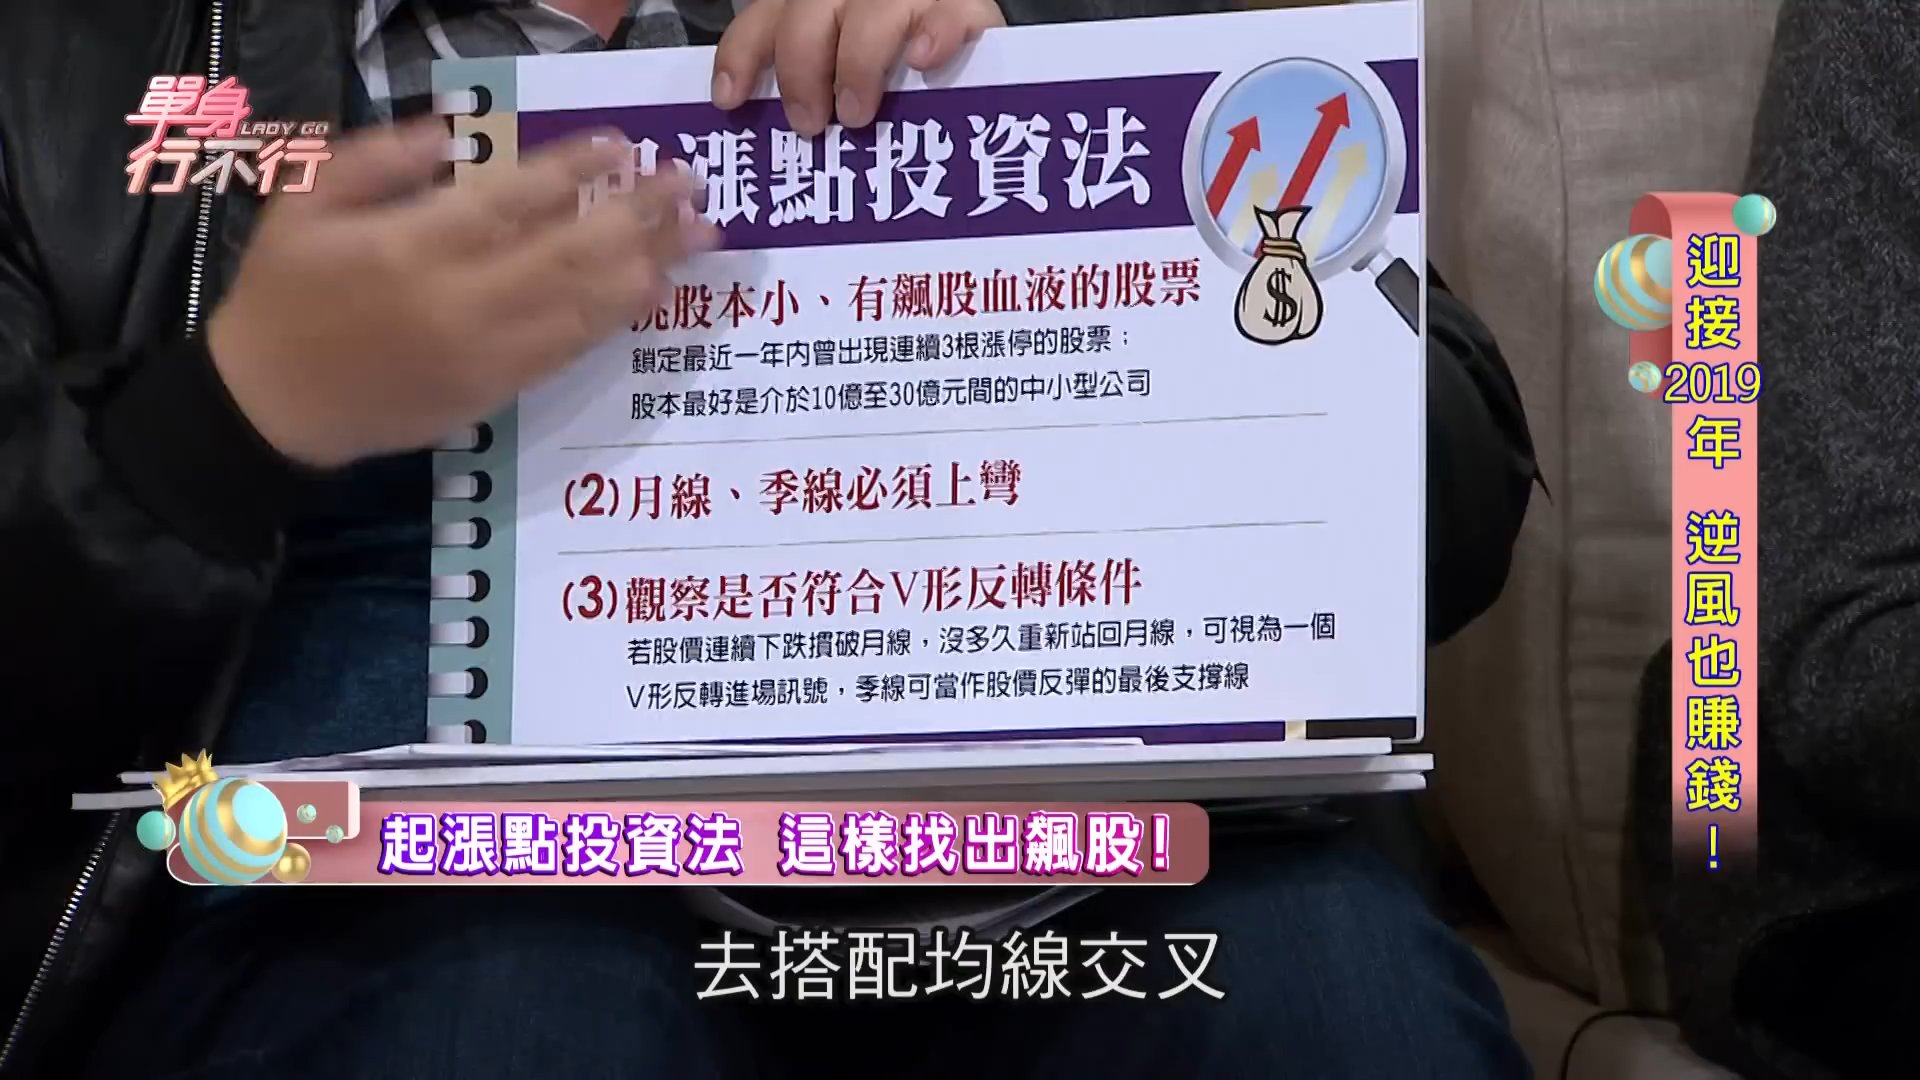 單身
LADY GO
行不行
起漲點投資法
挑股本小、有飆股血液的股票
鎖定最近一年內曾出現連續3根漲停的股票；
股本最好是介於10億至30億元間的中小型公司
(2)月線、季線必須上彎
(3)觀察是否符合V形反轉條件
若股價連續下跌摜破月線，沒多久重新站回月線，可視為一個
V形反轉進場訊號，季線可當作股價反彈的最後支撐線
$
迎接2019年 逆風也賺錢！
起漲點投資法 這樣找出飆股！
去搭配均線交叉